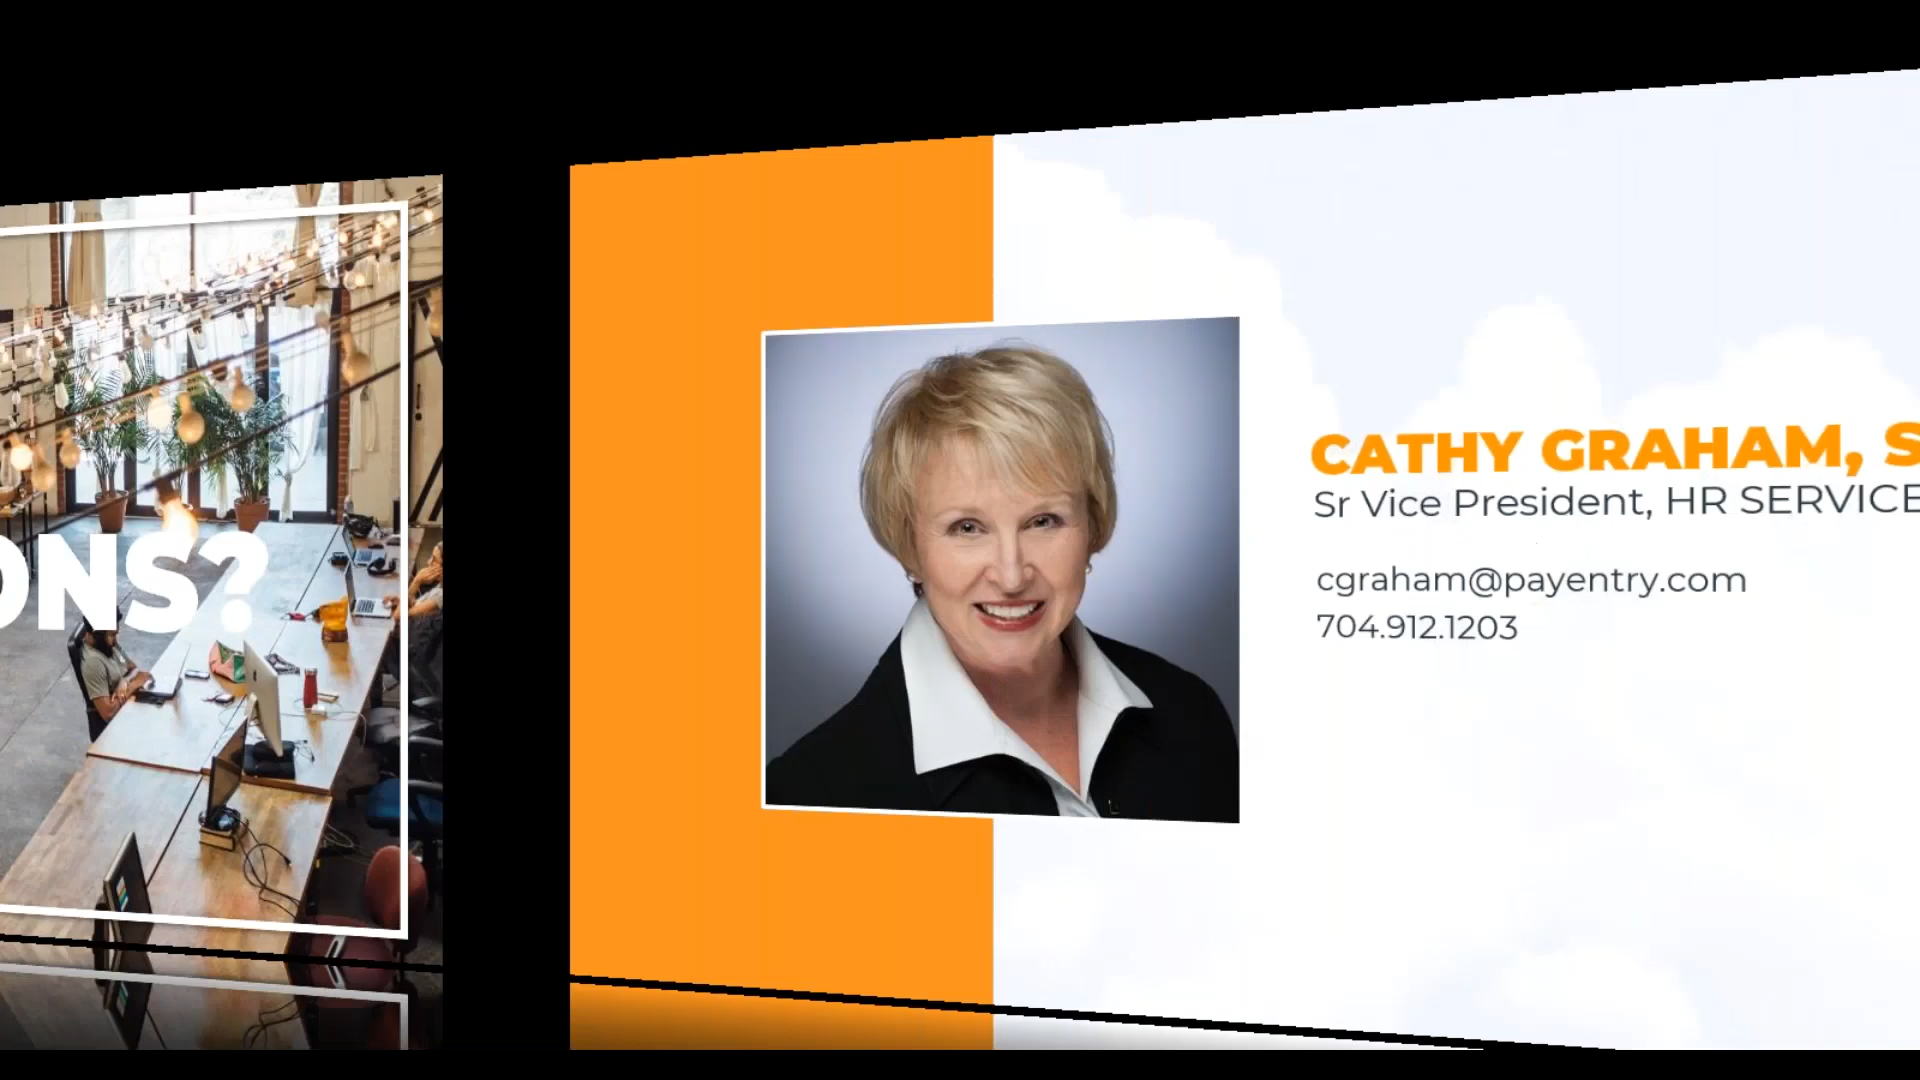 ONS?
CATHY GRAHAM, S
Sr Vice President, HR SERVICE
cgraham@payentry.com
704.912.1203